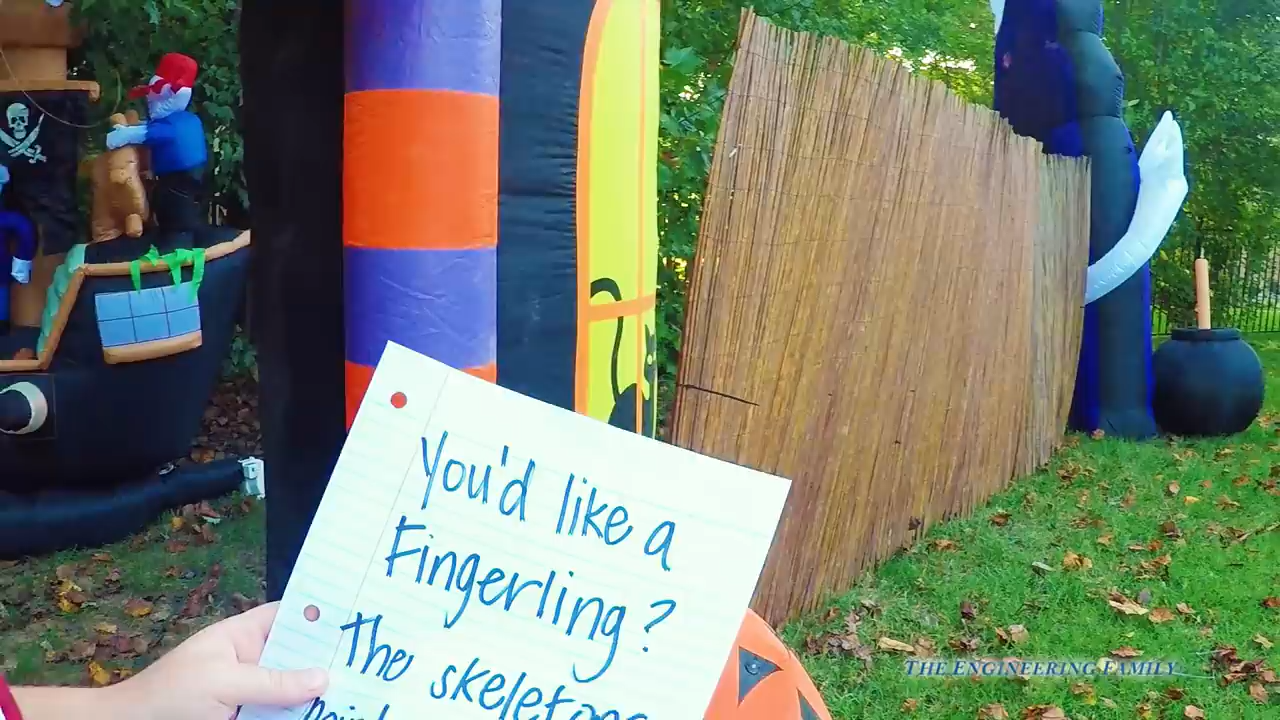 You'd like a
Fingerling?
The skeletons
THE ENGINEERING FAMILY